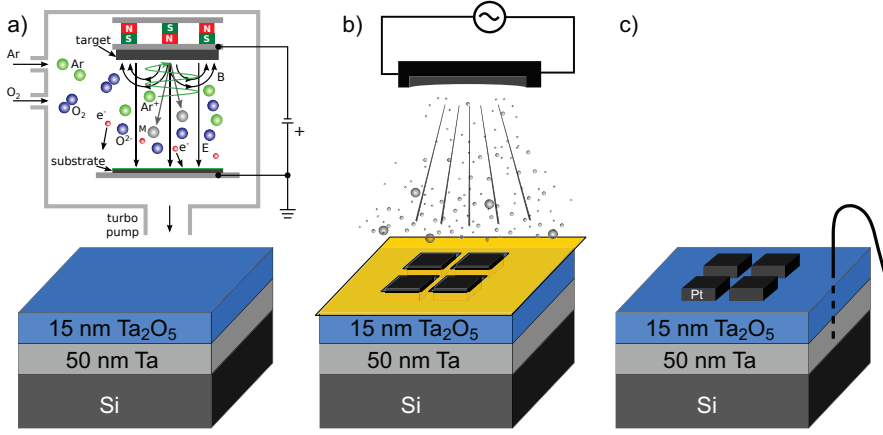 a)
N S N
S N S
target
Ar
Ar
B
O₂
O₂
Ar⁺
M
e⁻
O²⁻
e⁻
E
+
substrate
turbo
pump
15 nm Ta₂O₅
50 nm Ta
Si
b)
15 nm Ta₂O₅
50 nm Ta
Si
c)
Pt
15 nm Ta₂O₅
50 nm Ta
Si